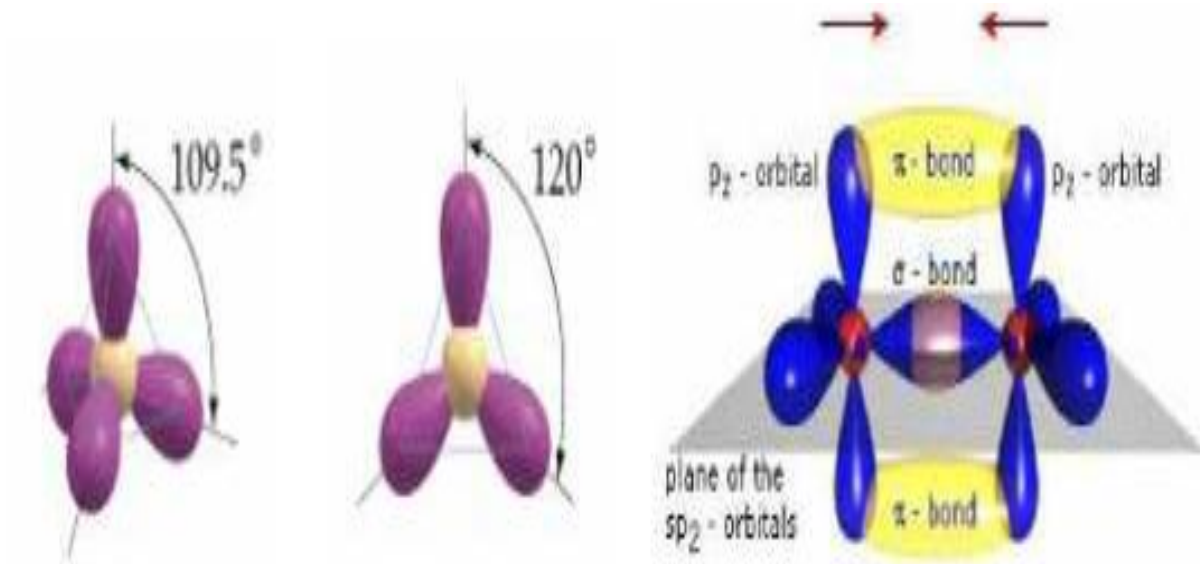 109.5°
120°
p₂ - orbital
π - bond
p₂ - orbital
σ - bond
plane of the
sp₂ - orbitals
π - bond